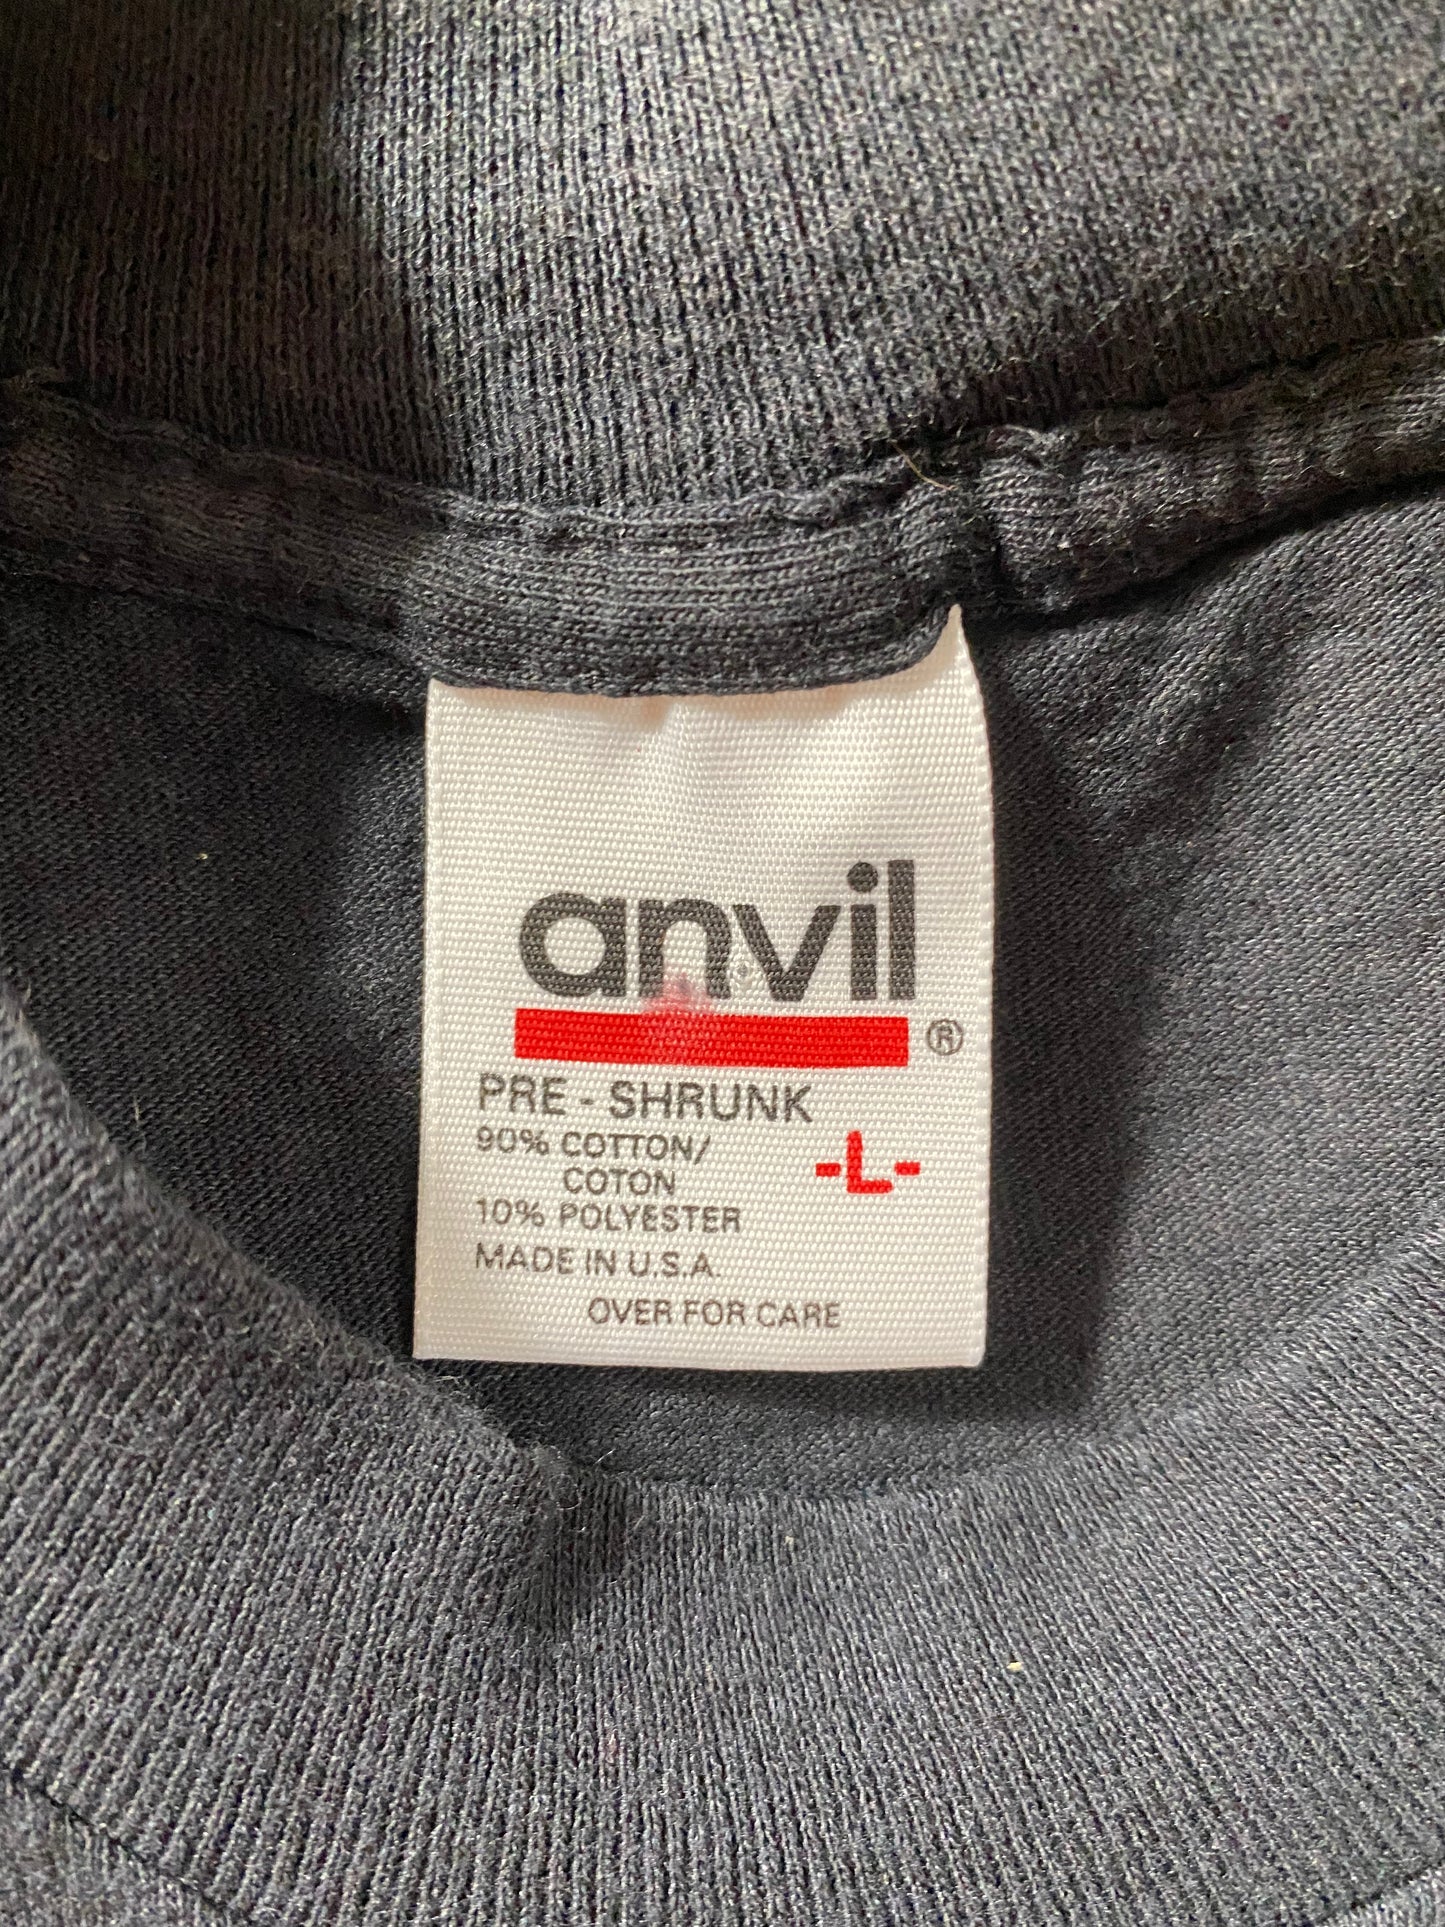 anvil
®
PRE - SHRUNK
90% COTTON/
COTON
-L-
10% POLYESTER
MADE IN U.S.A.
OVER FOR CARE